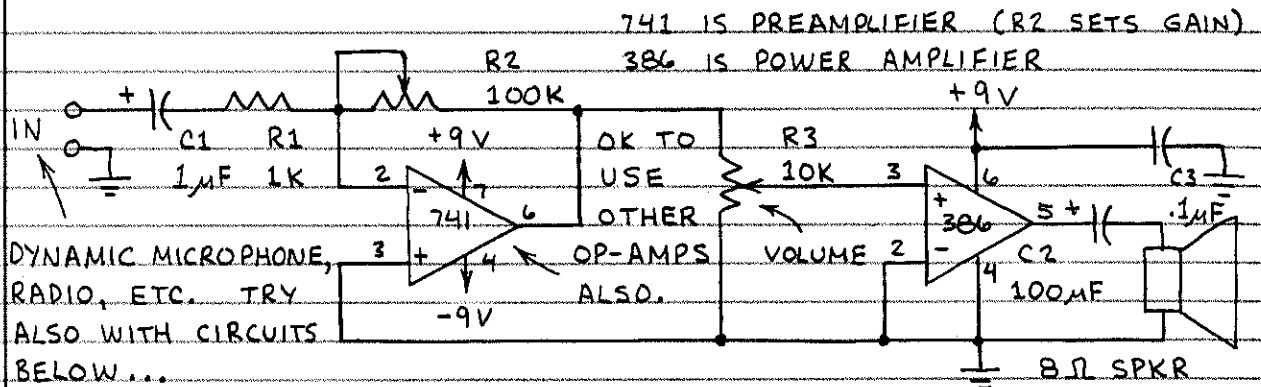 741 IS PREAMPLIFIER (R2 SETS GAIN)
386 IS POWER AMPLIFIER
IN
+
C1
1µF
R1
1K
R2
100K
+9V
2
-
7
741
6
3
+
4
-9V
OK TO
USE
OTHER
OP-AMPS
ALSO.
R3
10K
VOLUME
+9V
3
+
6
386
5
+
2
-
4
C2
100µF
C3
.1µF
8Ω SPKR
DYNAMIC MICROPHONE,
RADIO, ETC. TRY
ALSO WITH CIRCUITS
BELOW...